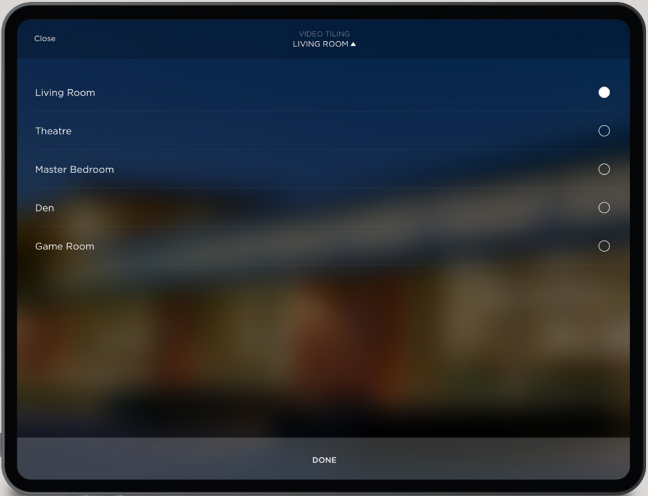 Close
VIDEO TILING
LIVING ROOM ▲
Living Room
Theatre
Master Bedroom
Den
Game Room
DONE